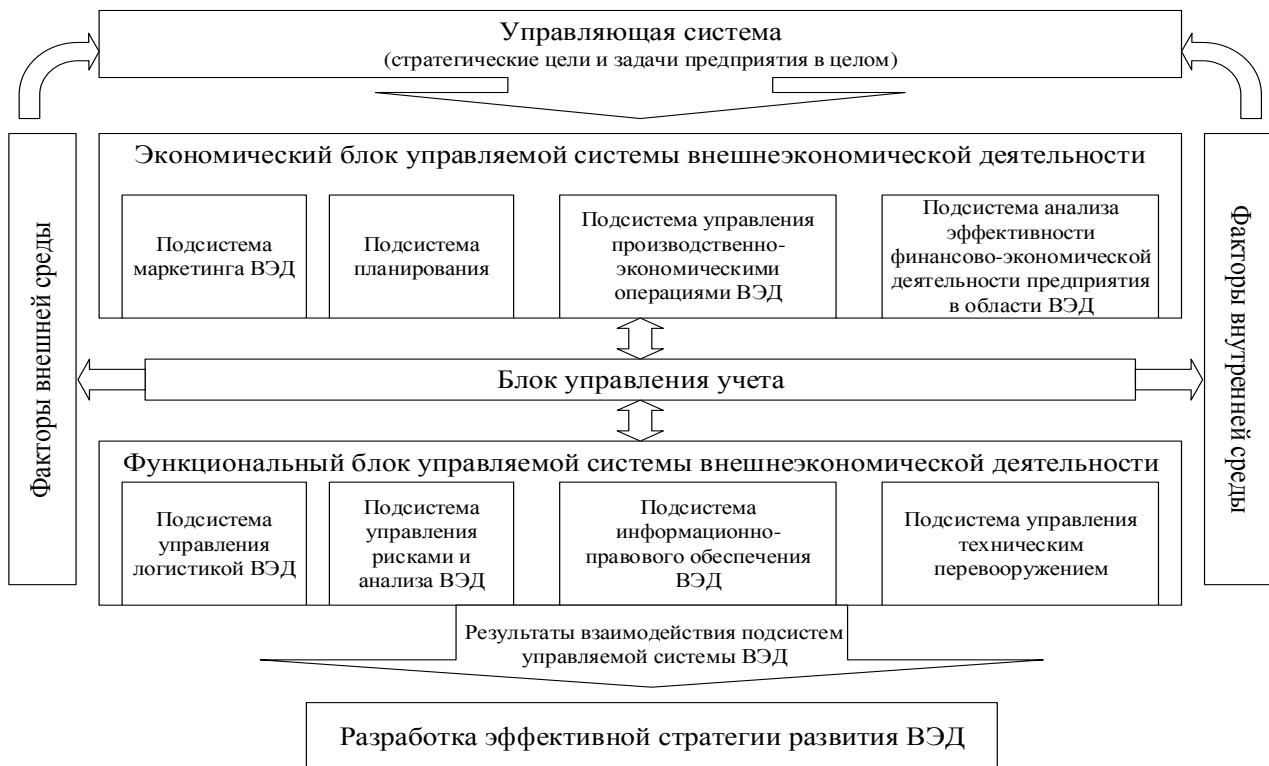 Управляющая система
(стратегические цели и задачи предприятия в целом)
Факторы внешней среды
Экономический блок управляемой системы внешнеэкономической деятельности
Подсистема
маркетинга ВЭД
Подсистема
планирования
Подсистема управления
производственно-
экономическими
операциями ВЭД
Подсистема анализа
эффективности
финансово-экономической
деятельности предприятия
в области ВЭД
Факторы внутренней среды
Блок управления учета
Функциональный блок управляемой системы внешнеэкономической деятельности
Подсистема
управления
логистикой ВЭД
Подсистема
управления
рисками и
анализа ВЭД
Подсистема
информационно-
правового обеспечения
ВЭД
Подсистема управления
техническим
перевооружением
Результаты взаимодействия подсистем
управляемой системы ВЭД
Разработка эффективной стратегии развития ВЭД